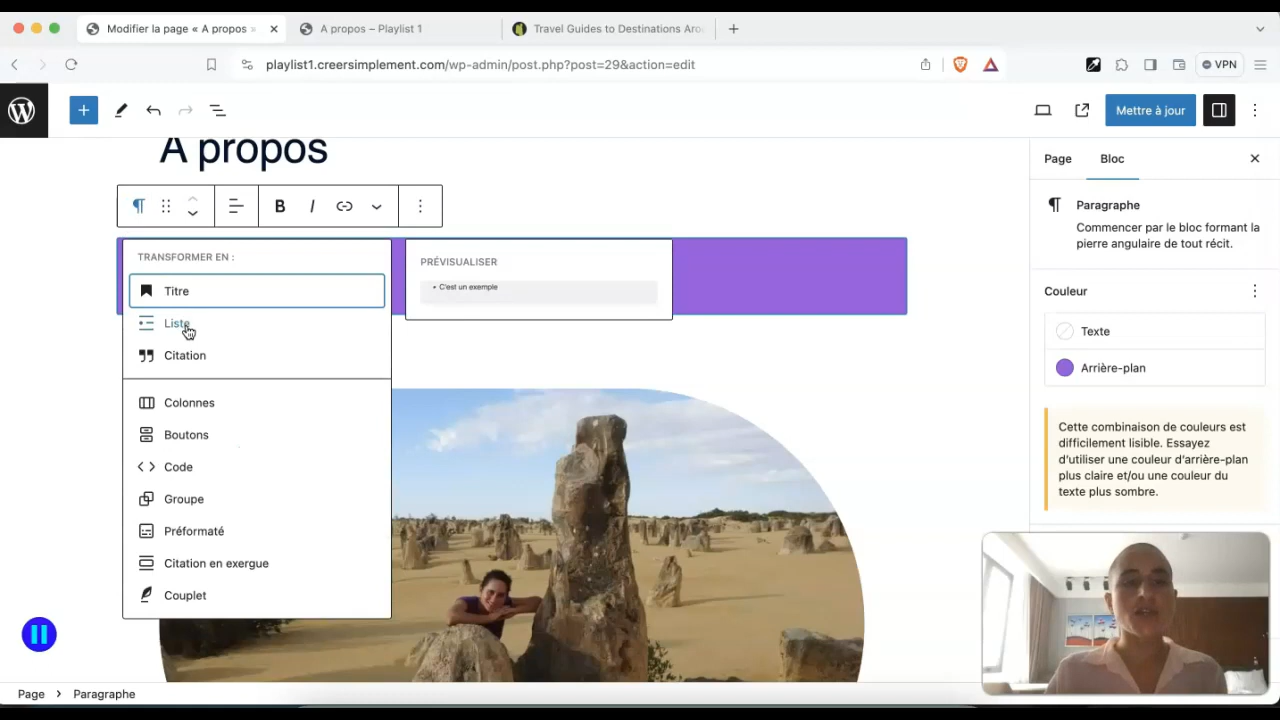 Modifier la page « A propos »
A propos – Playlist 1
Travel Guides to Destinations Aro
playlist1.creersimplement.com/wp-admin/post.php?post=29&action=edit
VPN
Mettre à jour
A propos
Page
Bloc
Paragraphe
Commencer par le bloc formant la
pierre angulaire de tout récit.
TRANSFORMER EN :
Titre
Liste
Citation
Colonnes
Boutons
Code
Groupe
Préformaté
Citation en exergue
Couplet
PRÉVISUALISER
• C'est un exemple
Couleur
Texte
Arrière-plan
Cette combinaison de couleurs est
difficilement lisible. Essayez
d'utiliser une couleur d'arrière-plan
plus claire et/ou une couleur du
texte plus sombre.
Page > Paragraphe